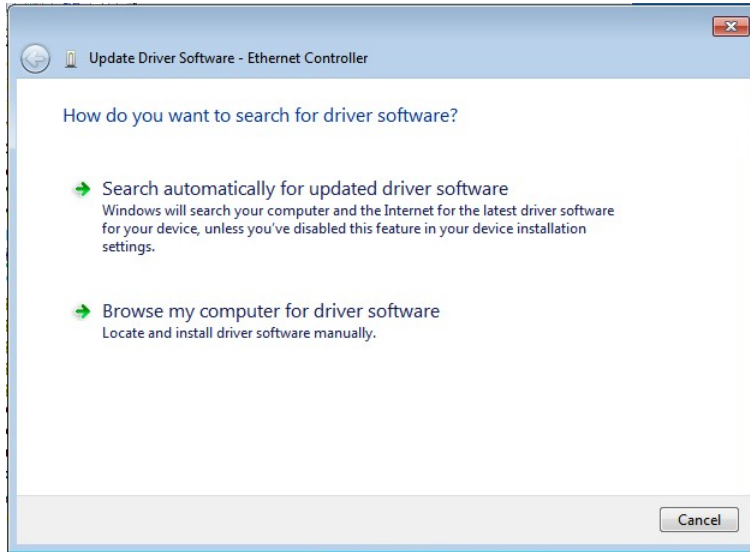 Update Driver Software - Ethernet Controller
How do you want to search for driver software?
Search automatically for updated driver software
Windows will search your computer and the Internet for the latest driver software
for your device, unless you've disabled this feature in your device installation
settings.
Browse my computer for driver software
Locate and install driver software manually.
Cancel